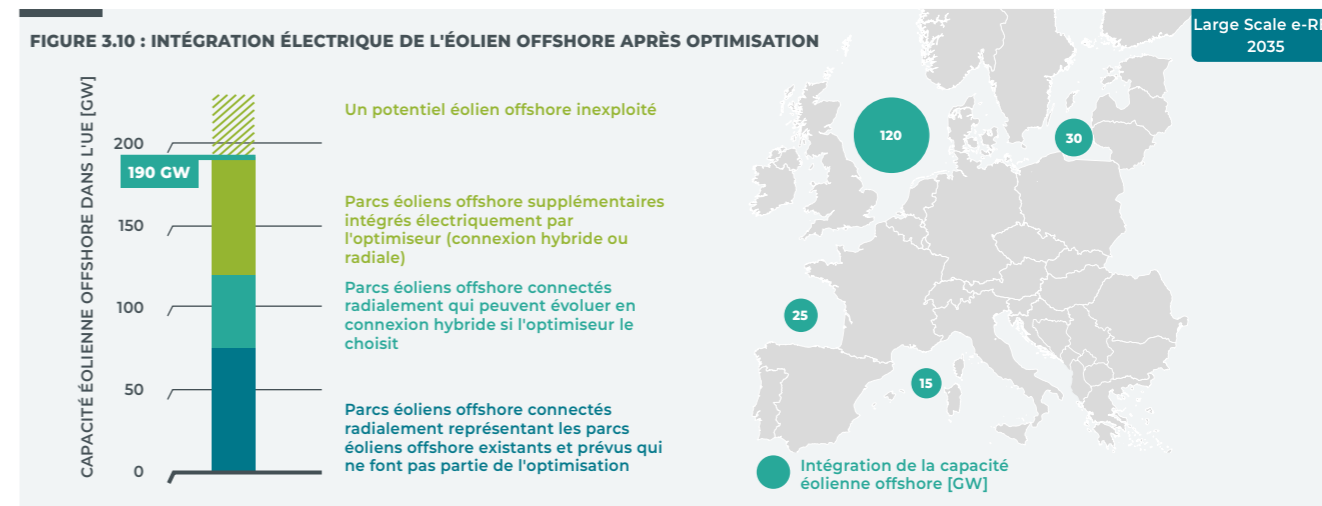 FIGURE 3.10 : INTÉGRATION ÉLECTRIQUE DE L'ÉOLIEN OFFSHORE APRÈS OPTIMISATION
Large Scale e-R
2035
CAPACITÉ ÉOLIENNE OFFSHORE DANS L'UE [GW]
200
190 GW
150
100
50
0
Un potentiel éolien offshore inexploité
Parcs éoliens offshore supplémentaires
intégrés électriquement par
l'optimiseur (connexion hybride ou
radiale)
Parcs éoliens offshore connectés
radialement qui peuvent évoluer en
connexion hybride si l'optimiseur le
choisit
Parcs éoliens offshore connectés
radialement représentant les parcs
éoliens offshore existants et prévus qui
ne font pas partie de l'optimisation
120
30
25
15
Intégration de la capacité
éolienne offshore [GW]